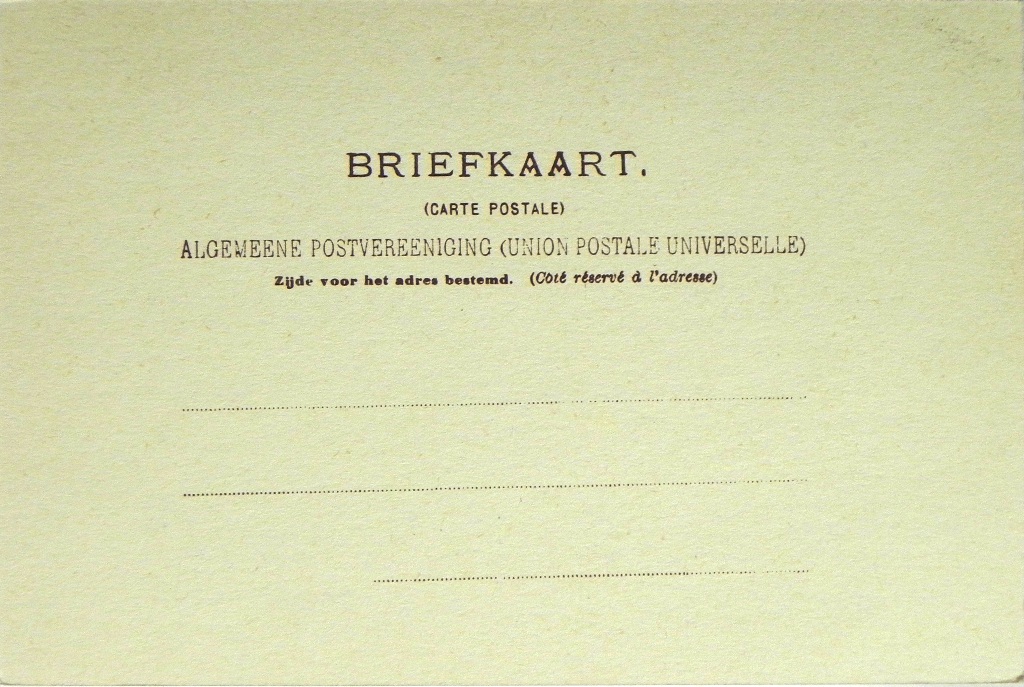 BRIEFKAART.
(CARTE POSTALE)
ALGEMEENE POSTVEREENIGING (UNION POSTALE UNIVERSELLE)
Zijde voor het adres bestemd. (Côté réservé à l'adresse)